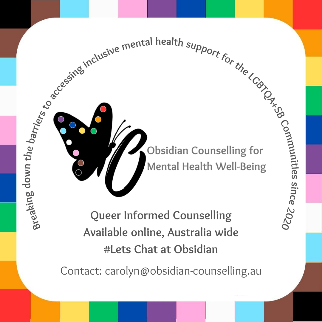 Breaking down the barriers to accessing inclusive mental health support for the LGBTQA+SB Communities since 2020
Obsidian Counselling for
Mental Health Well-Being
Queer Informed Counselling
Available online, Australia wide
#Lets Chat at Obsidian
Contact: carolyn@obsidian-counselling.au